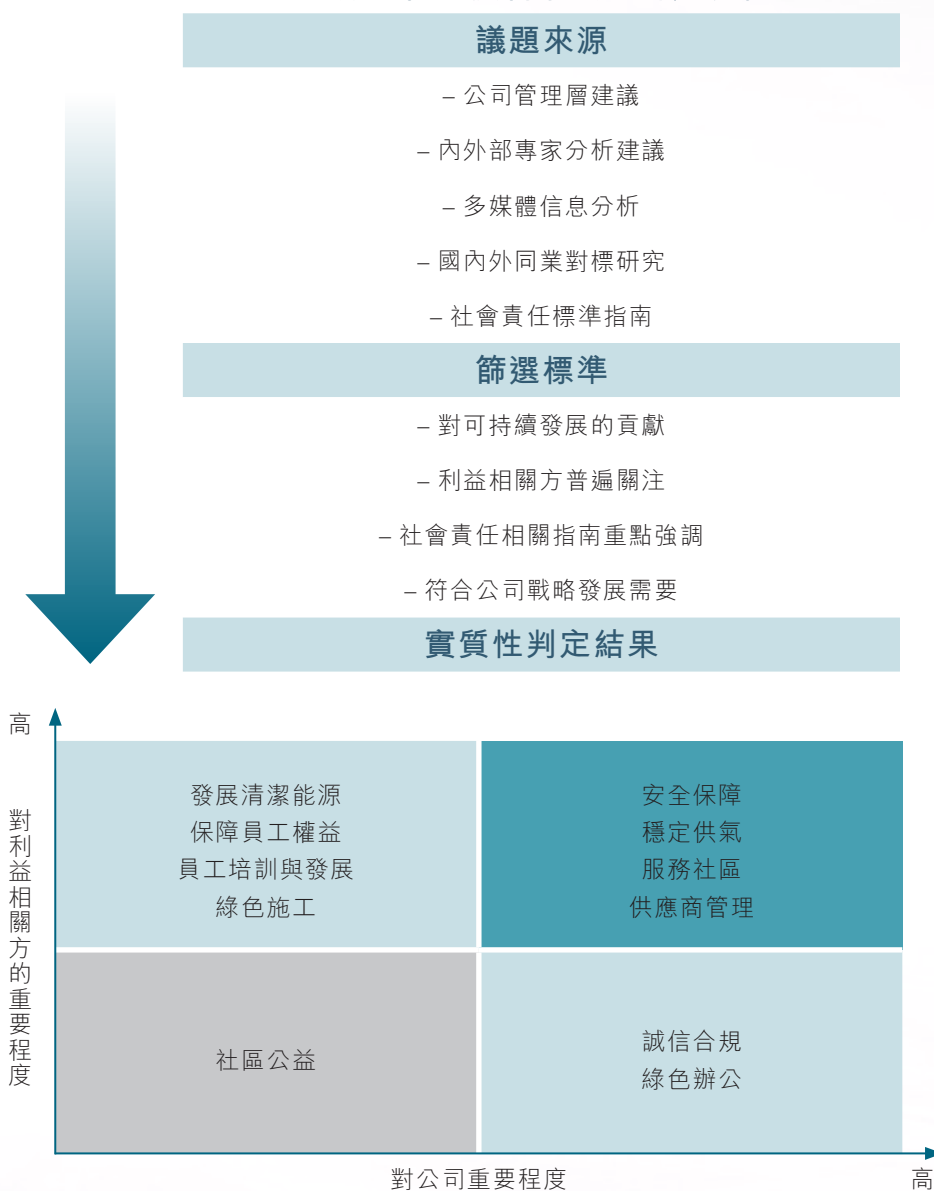 議題來源
– 公司管理層建議
– 內外部專家分析建議
– 多媒體信息分析
– 國內外同業對標研究
– 社會責任標準指南
篩選標準
– 對可持續發展的貢獻
– 利益相關方普遍關注
– 社會責任相關指南重點強調
– 符合公司戰略發展需要
實質性判定結果
高
對利益相關方的重要程度
發展清潔能源
保障員工權益
員工培訓與發展
綠色施工
安全保障
穩定供氣
服務社區
供應商管理
社區公益
誠信合規
綠色辦公
對公司重要程度
高